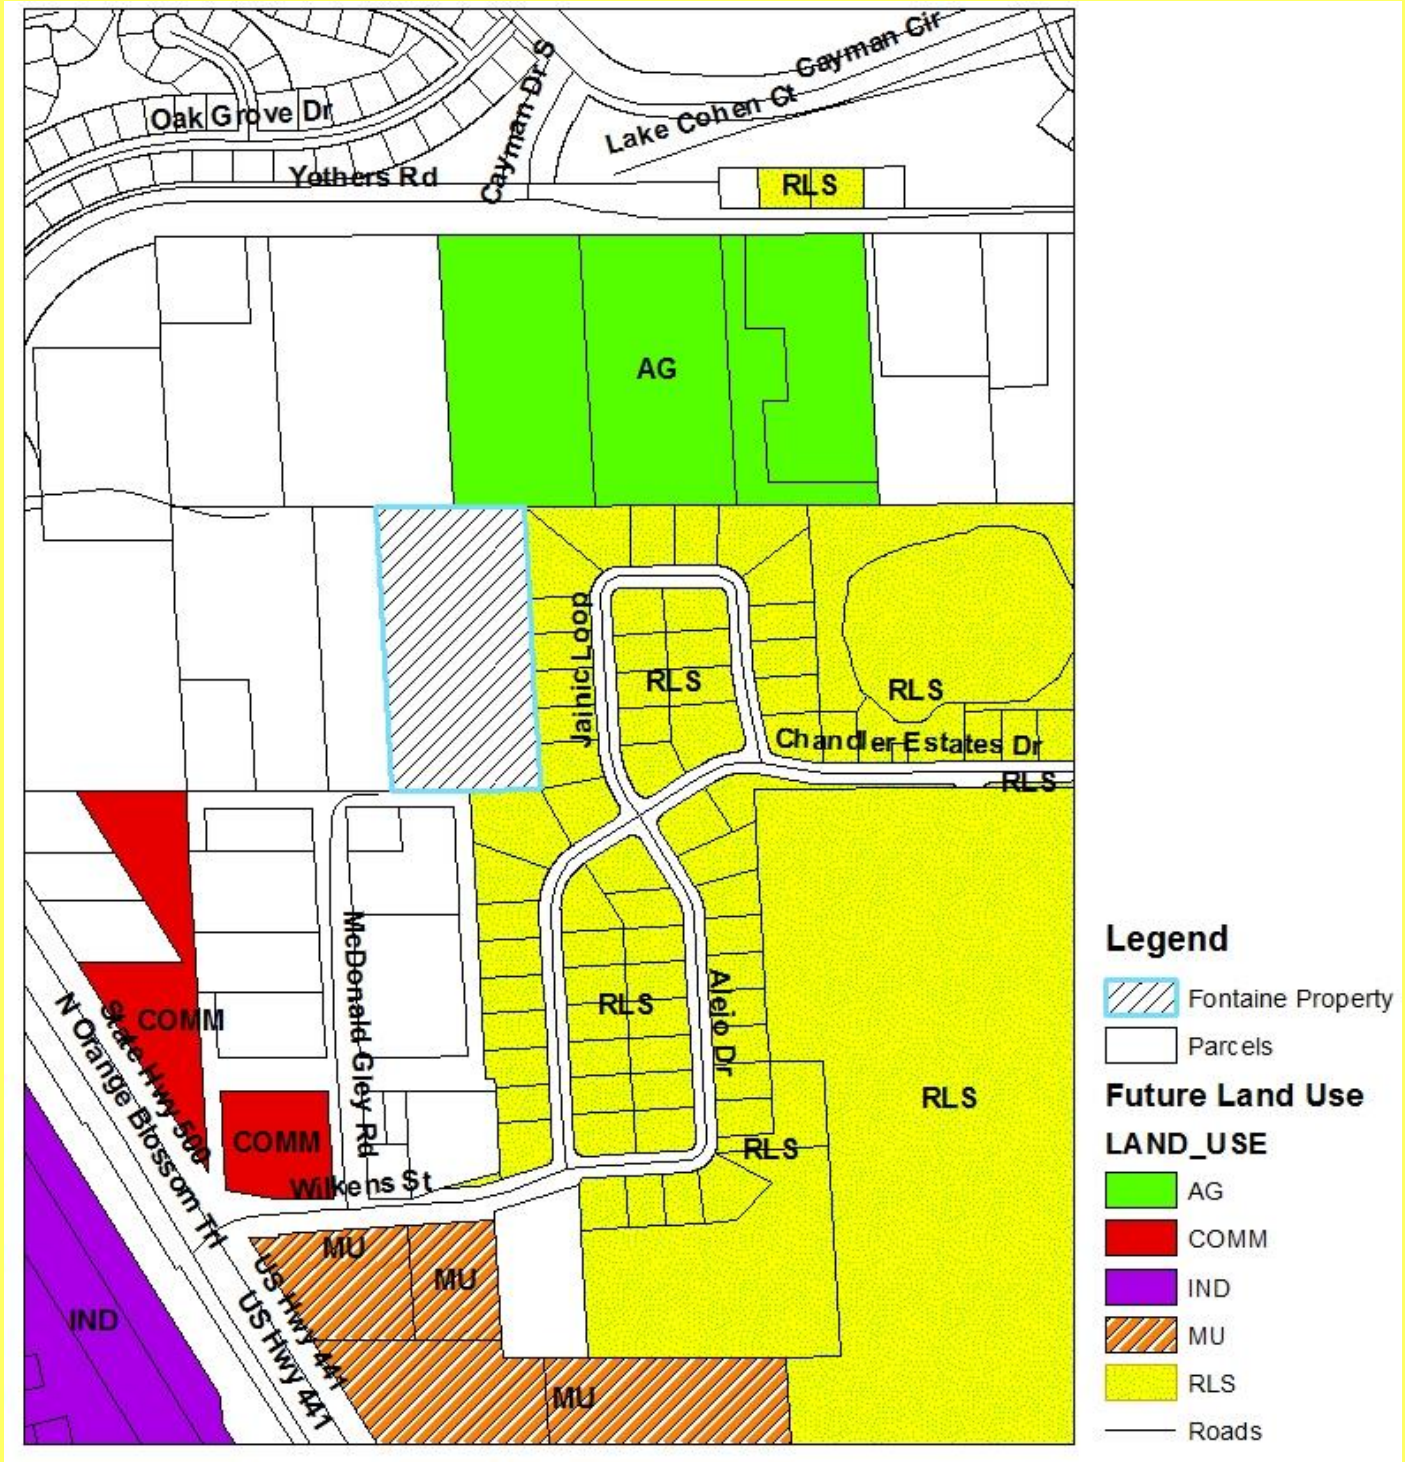 Cayman Cir
Cayman Dr S
Lake Cohen Ct
Oak Grove Dr
Yothers Rd
RLS
AG
Jainic Loop
RLS
RLS
Chandler Estates Dr
RLS
McDonald Gley Rd
Alejo Dr
RLS
COMM
State Hwy 500
N Orange Blossom Trl
RLS
COMM
RLS
Wilkens St
MU
MU
US Hwy 441
US Hwy 441
IND
MU
Legend
Fontaine Property
Parcels
Future Land Use
LAND_USE
AG
COMM
IND
MU
RLS
Roads